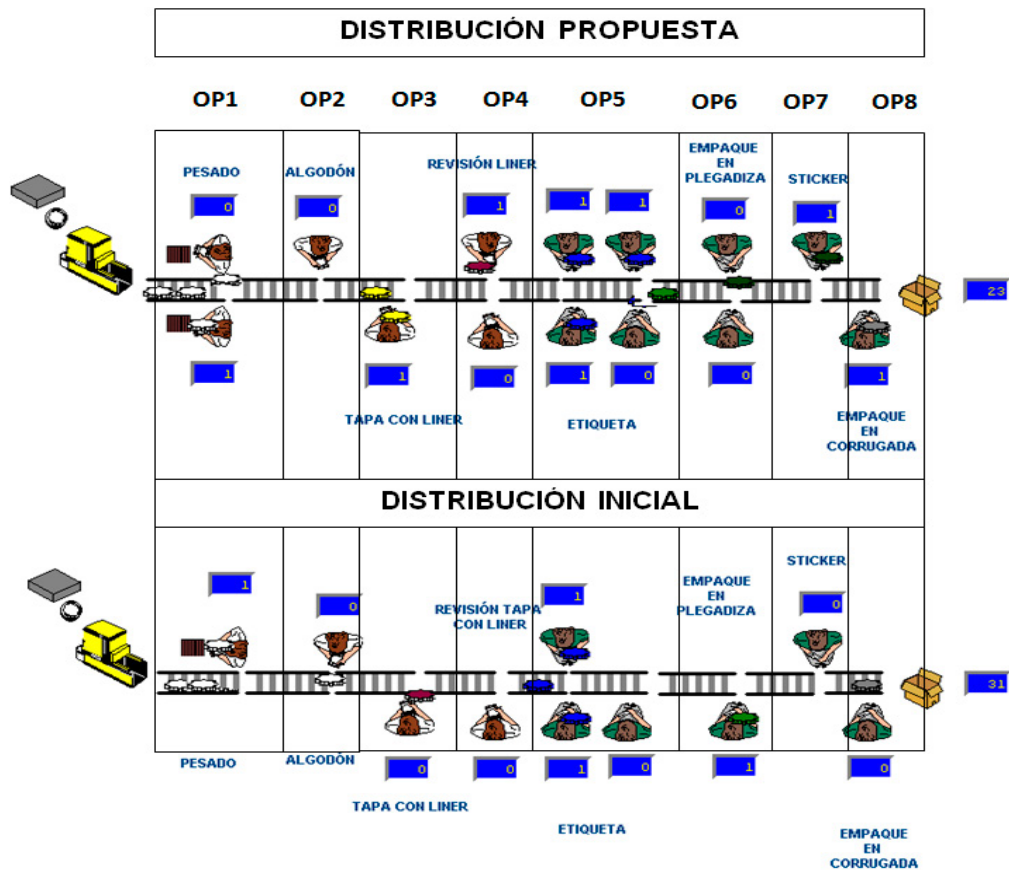 DISTRIBUCIÓN PROPUESTA
OP1 OP2 OP3 OP4 OP5 OP6 OP7 OP8
PESADO
ALGODÓN
REVISIÓN LINER
EMPAQUE
EN
PLEGADIZA
STICKER
0 0 1 1 1 0 1
23
1 1 0 1 0 0 1
TAPA CON LINER
ETIQUETA
EMPAQUE
EN
CORRUGADA
DISTRIBUCIÓN INICIAL
STICKER
EMPAQUE
EN
PLEGADIZA
REVISIÓN TAPA
CON LINER
1 0 1 0
31
PESADO
ALGODÓN
0 0 1 0 1 0
TAPA CON LINER
ETIQUETA
EMPAQUE
EN
CORRUGADA